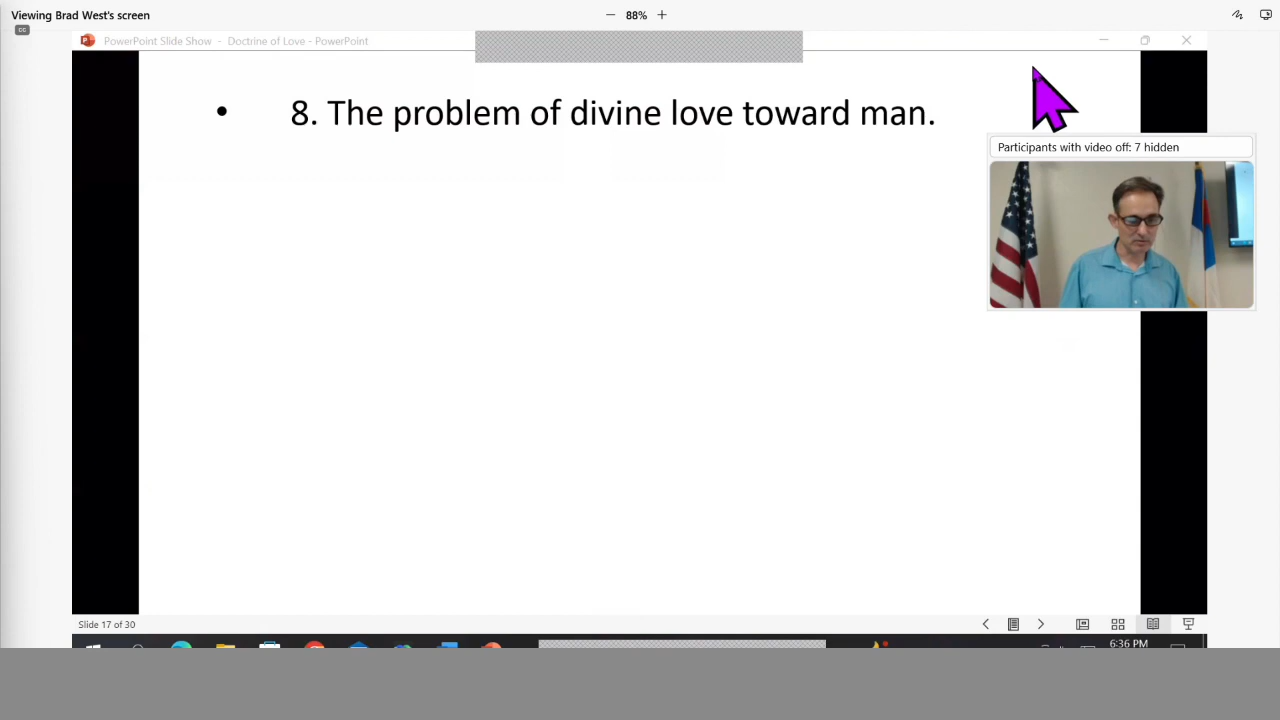 Viewing Brad West's screen
88%
CC
PowerPoint Slide Show - Doctrine of Love - PowerPoint
• 8. The problem of divine love toward man.
Participants with video off: 7 hidden
Slide 17 of 30
6:36 PM